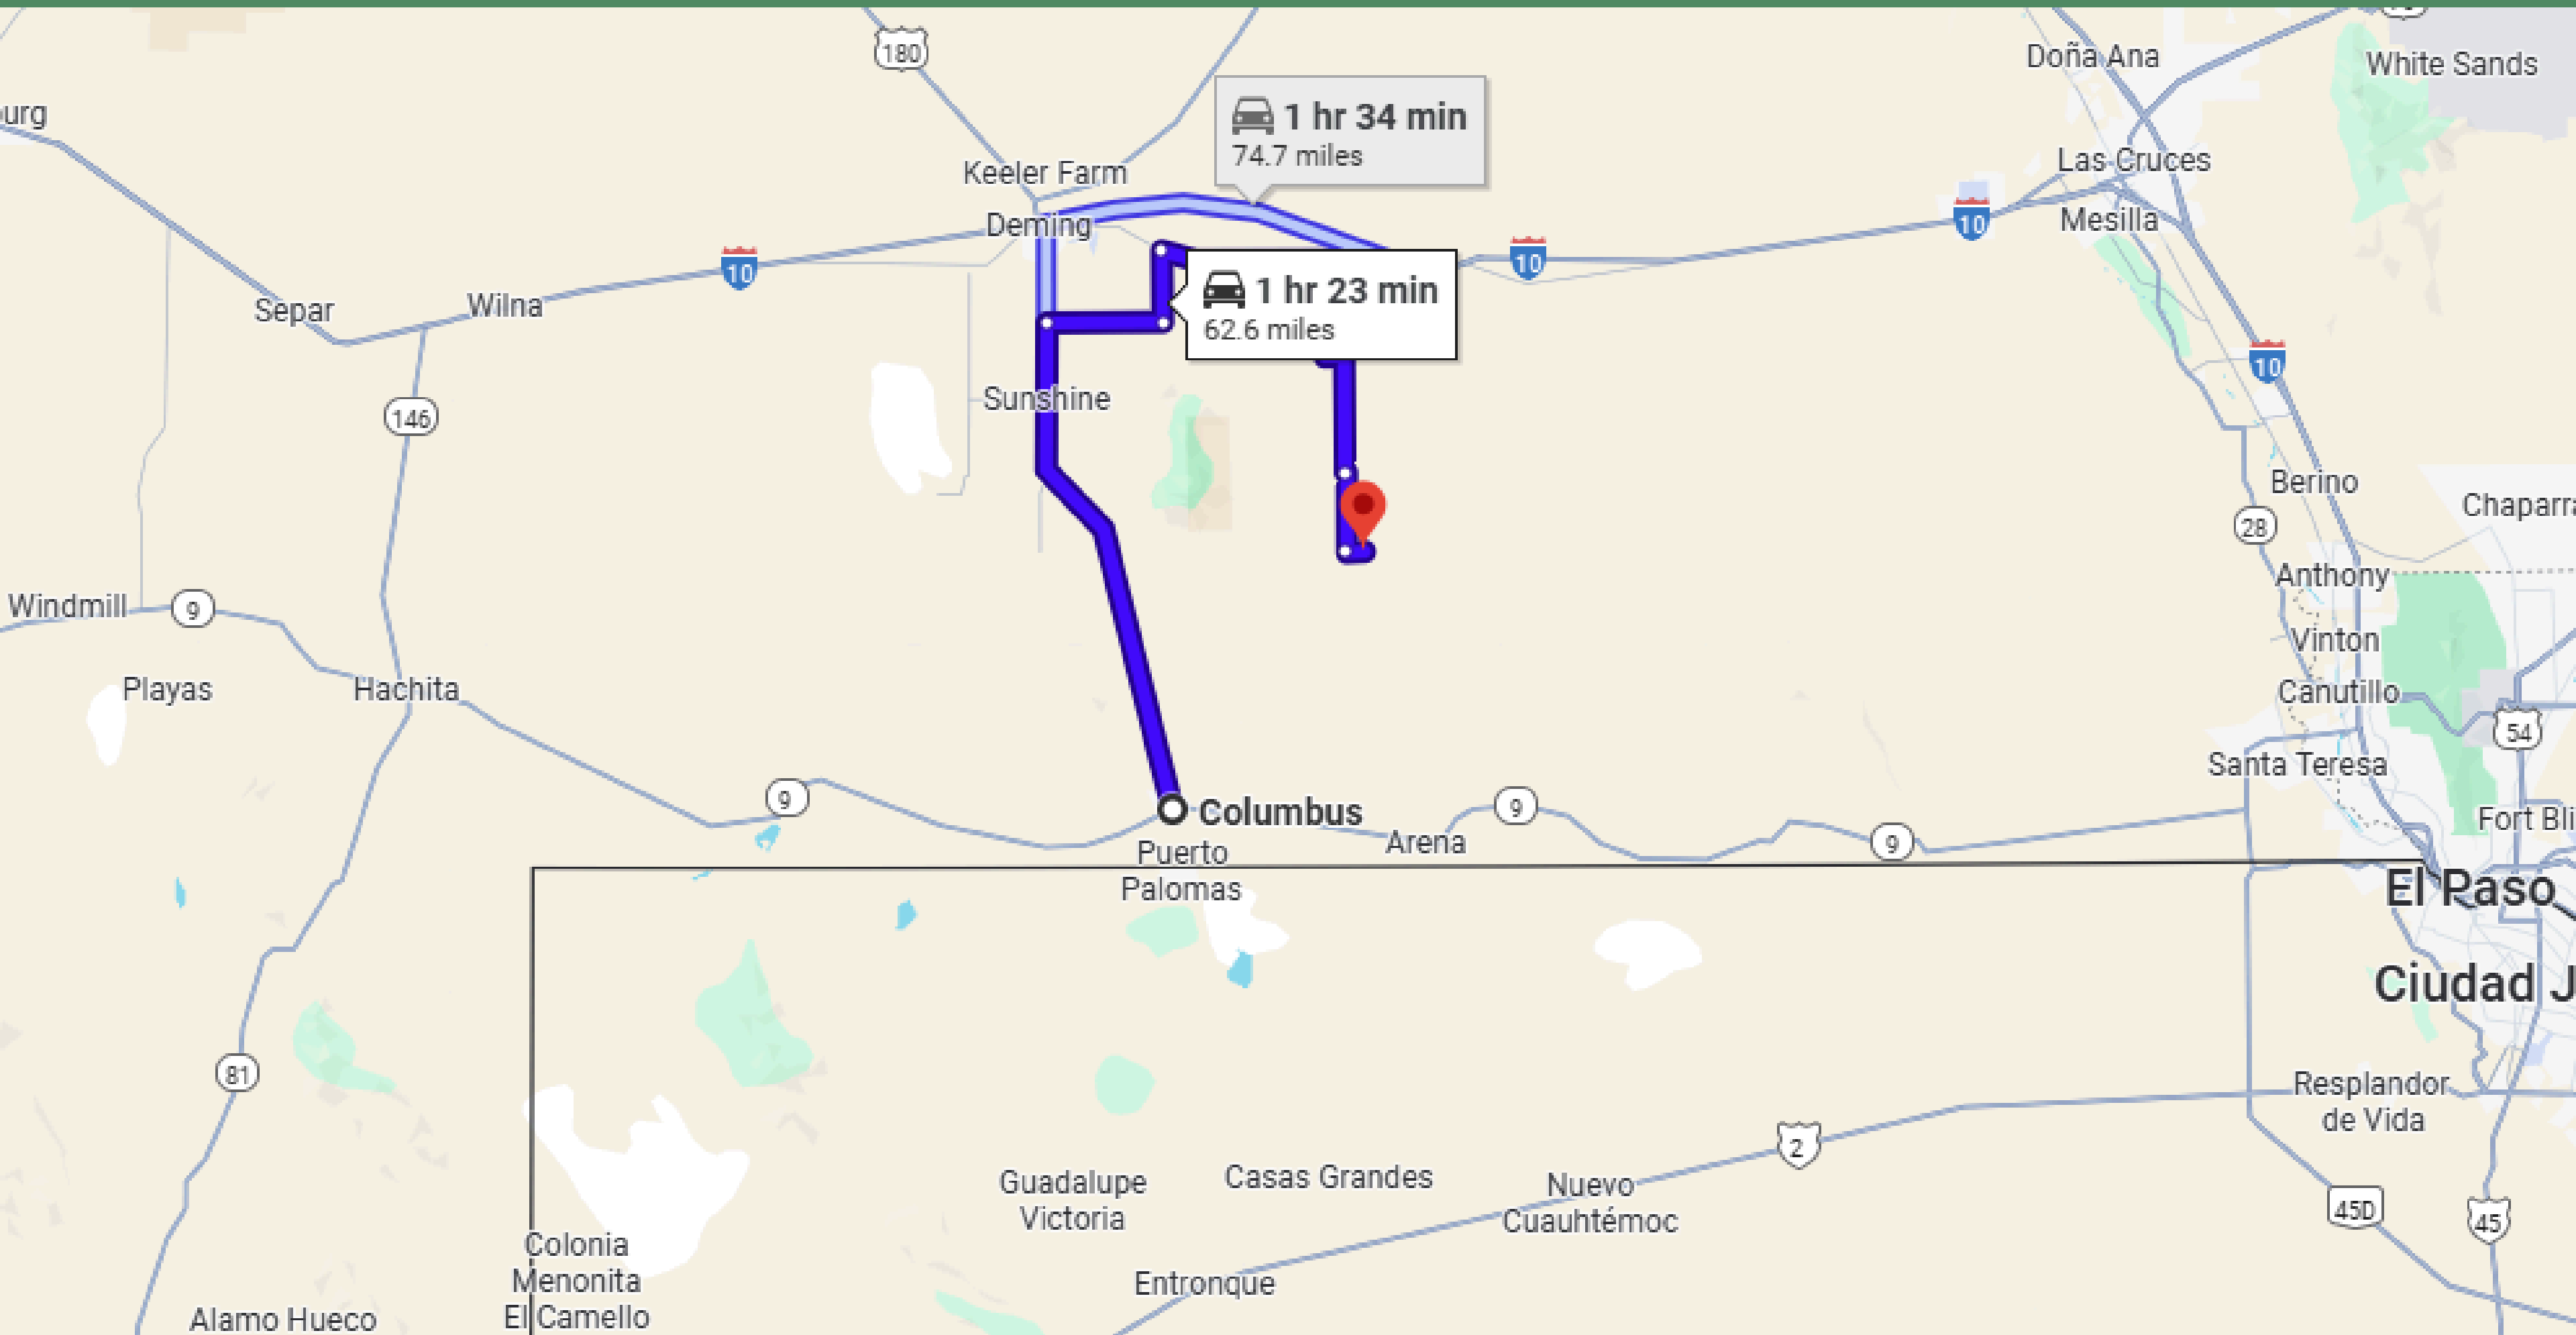 180
Doña Ana
White Sands
urg
1 hr 34 min
74.7 miles
Keeler Farm
Las Cruces
Deming
Mesilla
10
10
10
1 hr 23 min
62.6 miles
Separ
Wilna
10
146
Sunshine
Berino
Chaparra
28
Anthony
Windmill
9
Vinton
Playas
Hachita
Canutillo
54
Santa Teresa
9
Columbus
9
Fort Bli
Arena
9
Puerto
Palomas
El Paso
Ciudad J
81
Resplandor
de Vida
2
Guadalupe
Victoria
Casas Grandes
Nuevo
Cuauhtémoc
45D
45
Colonia
Menonita
El Camello
Entronque
Alamo Hueco